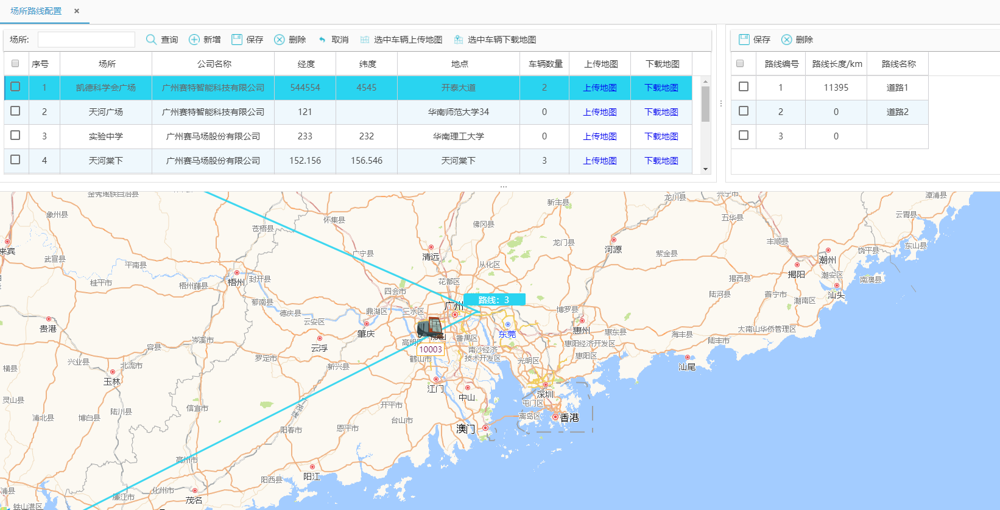 场所路线配置 ×
场所: 查询 新增 保存 删除 取消 选中车辆上传地图 选中车辆下载地图
序号 场所 公司名称 经度 纬度 地点 车辆数量 上传地图 下载地图
1 凯德科学会广场 广州赛特智能科技有限公司 544554 4545 开泰大道 2 上传地图 下载地图
2 天河广场 广州赛特智能科技有限公司 121 华南师范大学34 0 上传地图 下载地图
3 实验中学 广州赛马场股份有限公司 233 232 华南理工大学 0 上传地图 下载地图
4 天河棠下 广州赛马场股份有限公司 152.156 156.546 天河棠下 3 上传地图 下载地图
保存 删除
路线编号 路线长度/km 路线名称
1 11395 道路1
2 0 道路2
3 0
金秀瑶族自治县
龙川县
兴宁市
漳浦县
新丰县
象州县
怀集县
五华县
云霄县
苍梧县
佛冈县
来宾
武宣县
广宁县
清远
龙门县
河源
紫金县
丰顺县
潮州
饶平县
东山县
平南县
从化区
桂平市
梧州
封开县
梧州藤县
花都区
揭西县
揭阳
潮安区
南澳县
四会市
郁南县
路线：3
陆河县
普宁市
潮南区
汕头
德庆县
云安区
鼎湖区
三水区
广州
博罗县
贵港
肇庆
佛山
番禺区
东莞
惠州
惠东县
海丰县
大南山华侨管理区
陆丰市
岑溪市
容县
云浮
高明区
10003
南沙经济
技术开发区
惠阳经济开发区
惠阳区
罗定市
鹤山市
光明区
汕尾
横县
兴业县
北流市
玉林
新兴县
江门
中山
深圳
屯门区
灵山县
陆川县
信宜市
开平市
离岛区
香港
浦北县
博白县
台山市
澳门
阳春市
恩平市
高州市
阳江
阳西县
浦县
廉江市
化州市
茂名
铁山港区